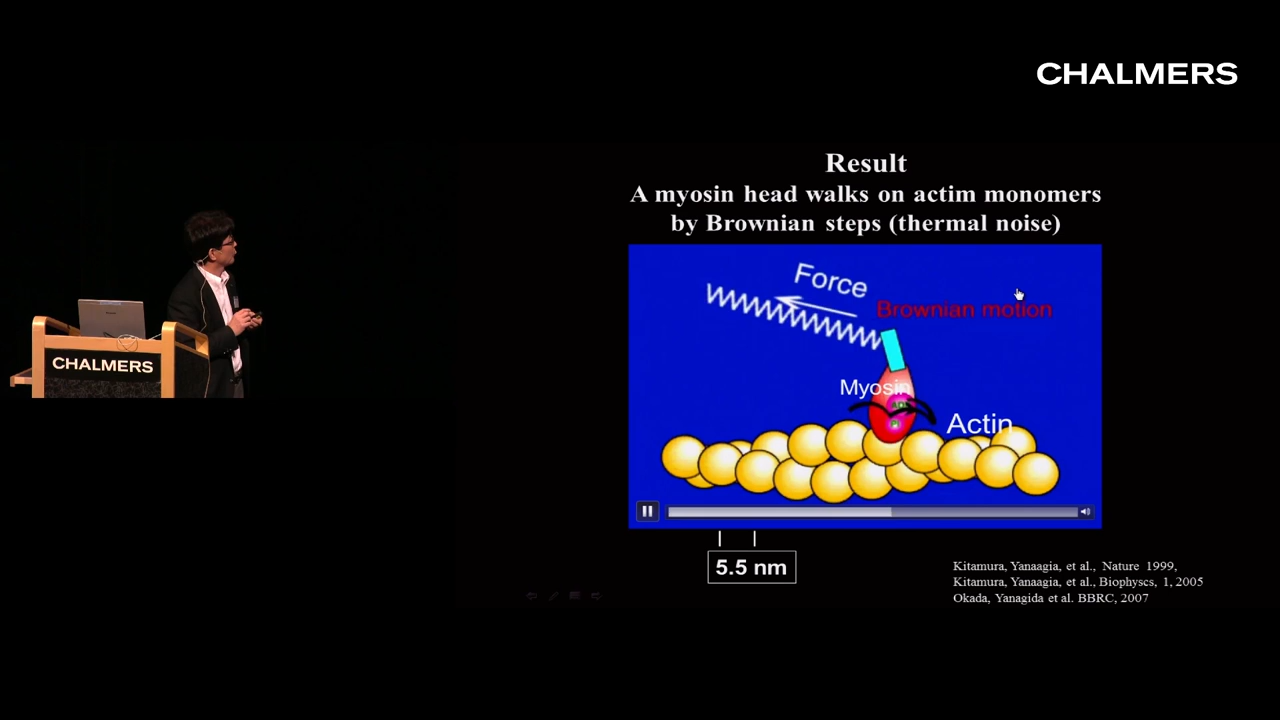 CHALMERS
Result
A myosin head walks on actim monomers
by Brownian steps (thermal noise)
Force
Brownian motion
Myosin
Actin
CHALMERS
5.5 nm
Kitamura, Yanaagia, et al., Nature 1999,
Kitamura, Yanaagia, et al., Biophyscs, 1, 2005
Okada, Yanagida et al. BBRC, 2007